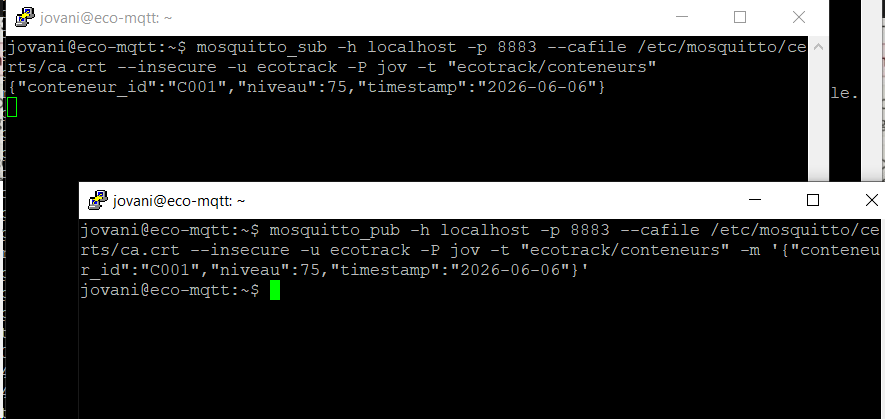 jovani@eco-mqtt: ~
jovani@eco-mqtt:~$ mosquitto_sub -h localhost -p 8883 --cafile /etc/mosquitto/ce
rts/ca.crt --insecure -u ecotrack -P jov -t "ecotrack/conteneurs"
{"conteneur_id":"C001","niveau":75,"timestamp":"2026-06-06"}
le.
jovani@eco-mqtt: ~
jovani@eco-mqtt:~$ mosquitto_pub -h localhost -p 8883 --cafile /etc/mosquitto/ce
rts/ca.crt --insecure -u ecotrack -P jov -t "ecotrack/conteneurs" -m '{"conteneu
r_id":"C001","niveau":75,"timestamp":"2026-06-06"}'
jovani@eco-mqtt:~$